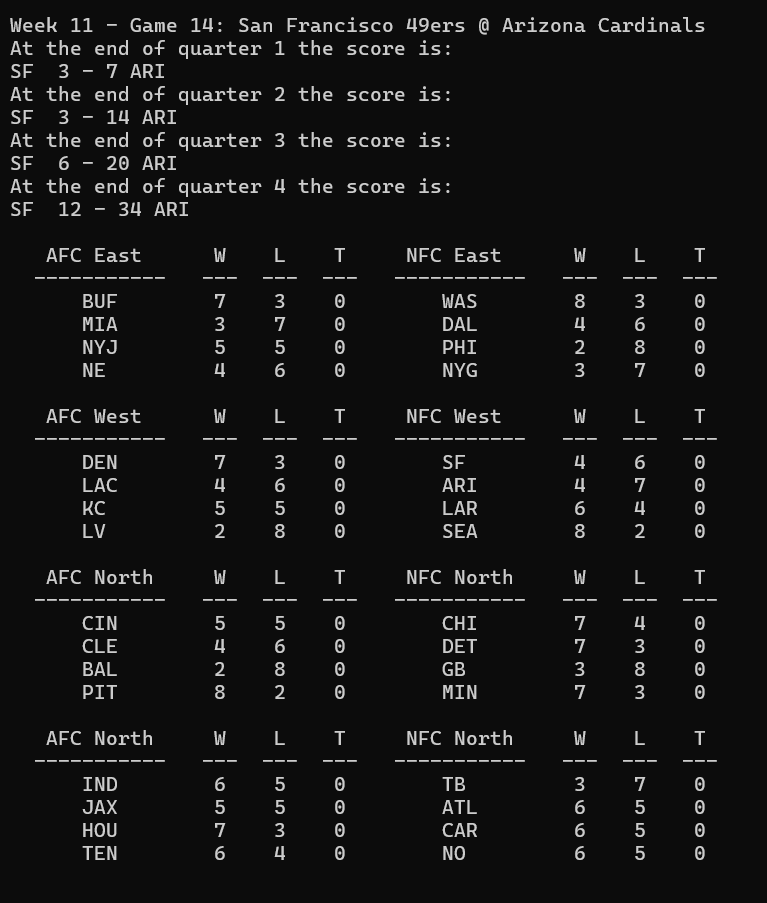 Week 11 - Game 14: San Francisco 49ers @ Arizona Cardinals
At the end of quarter 1 the score is:
SF  3 - 7 ARI
At the end of quarter 2 the score is:
SF  3 - 14 ARI
At the end of quarter 3 the score is:
SF  6 - 20 ARI
At the end of quarter 4 the score is:
SF  12 - 34 ARI

   AFC East      W    L    T     NFC East      W    L    T
  -----------   ---  ---  ---   -----------   ---  ---  ---
      BUF        7    3    0        WAS        8    3    0
      MIA        3    7    0        DAL        4    6    0
      NYJ        5    5    0        PHI        2    8    0
      NE         4    6    0        NYG        3    7    0

   AFC West      W    L    T     NFC West      W    L    T
  -----------   ---  ---  ---   -----------   ---  ---  ---
      DEN        7    3    0        SF         4    6    0
      LAC        4    6    0        ARI        4    7    0
      KC         5    5    0        LAR        6    4    0
      LV         2    8    0        SEA        8    2    0

   AFC North     W    L    T     NFC North     W    L    T
  -----------   ---  ---  ---   -----------   ---  ---  ---
      CIN        5    5    0        CHI        7    4    0
      CLE        4    6    0        DET        7    3    0
      BAL        2    8    0        GB         3    8    0
      PIT        8    2    0        MIN        7    3    0

   AFC North     W    L    T     NFC North     W    L    T
  -----------   ---  ---  ---   -----------   ---  ---  ---
      IND        6    5    0        TB         3    7    0
      JAX        5    5    0        ATL        6    5    0
      HOU        7    3    0        CAR        6    5    0
      TEN        6    4    0        NO         6    5    0